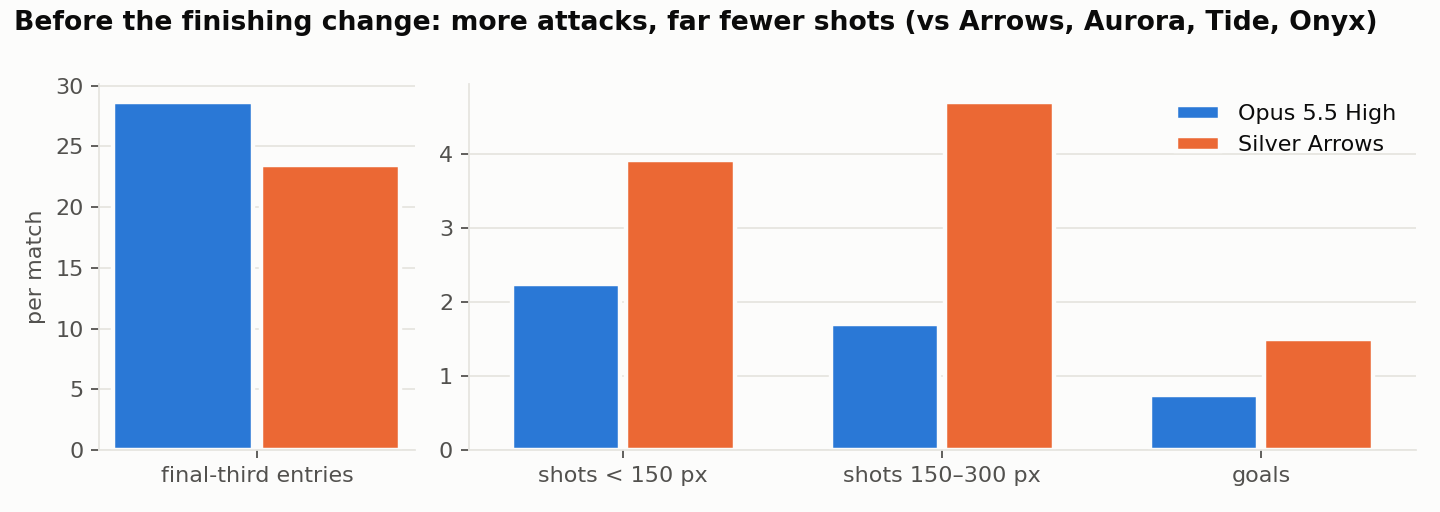 Before the finishing change: more attacks, far fewer shots (vs Arrows, Aurora, Tide, Onyx)
per match
30
25
20
15
10
5
0
final-third entries
4
3
2
1
0
shots < 150 px
shots 150–300 px
goals
Opus 5.5 High
Silver Arrows